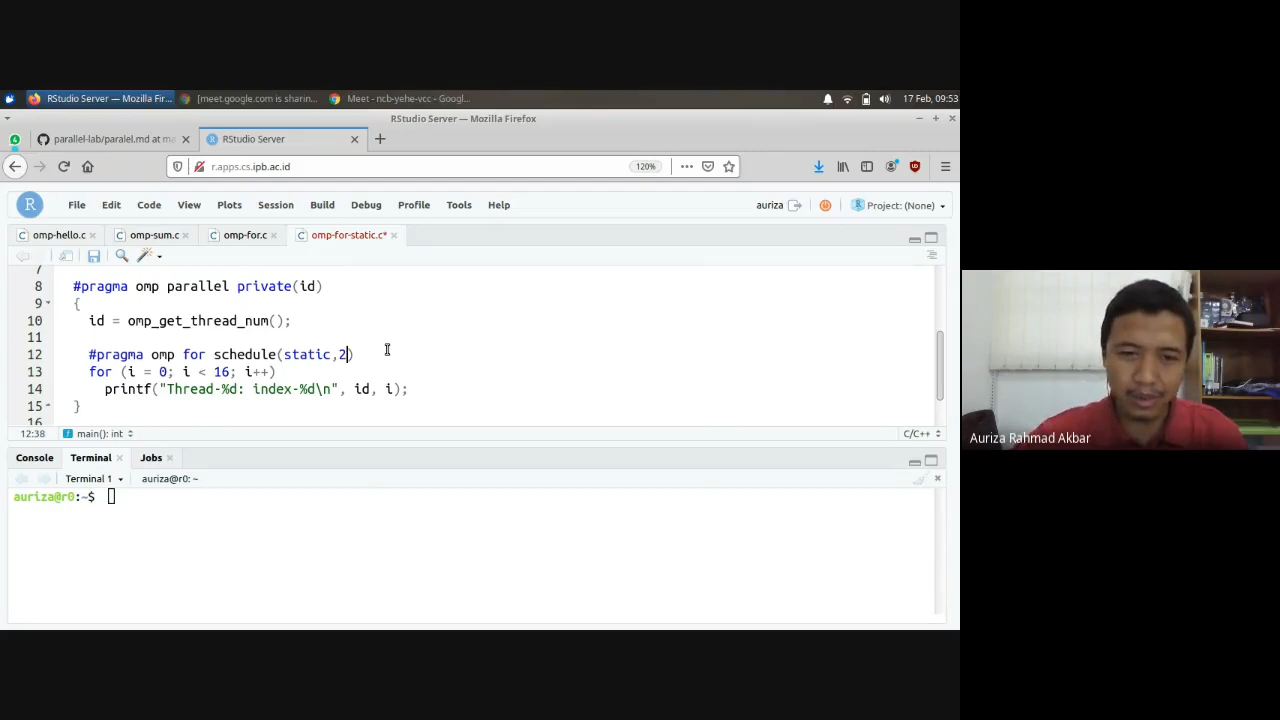 RStudio Server — Mozilla Fir...
[meet.google.com is sharin...
Meet - ncb-yehe-vcc - Googl...
17 Feb, 09:53
RStudio Server — Mozilla Firefox
parallel-lab/paralel.md at ma
RStudio Server
r.apps.cs.ipb.ac.id
120%
File Edit Code View Plots Session Build Debug Profile Tools Help
auriza
Project: (None)
omp-hello.c
omp-sum.c
omp-for.c
omp-for-static.c*
7
8 #pragma omp parallel private(id)
9 {
10 id = omp_get_thread_num();
11
12 #pragma omp for schedule(static,2)
13 for (i = 0; i < 16; i++)
14 printf("Thread-%d: index-%d\n", id, i);
15 }
16
12:38 main(): int C/C++
Console Terminal Jobs
Terminal 1 auriza@r0: ~
auriza@r0:~$
Auriza Rahmad Akbar